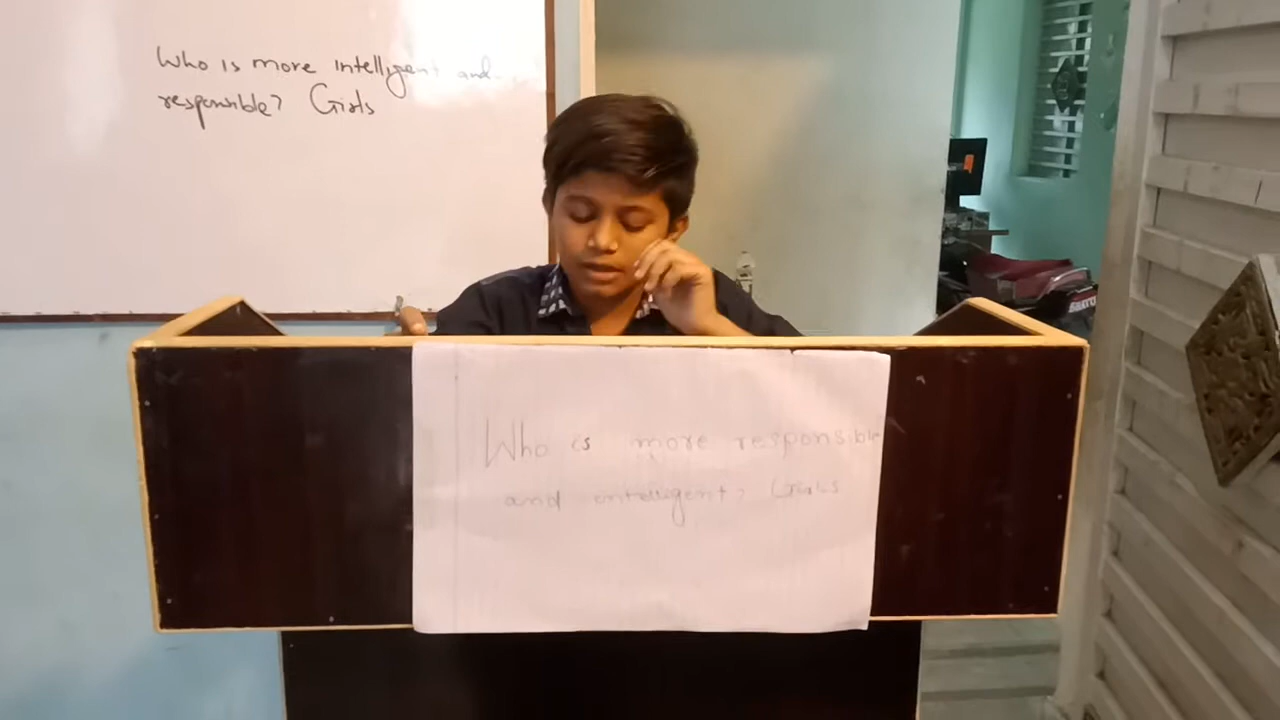 Who is more intelligent and
responsible? Girls
Who is more responsible
and intelligent? Girls